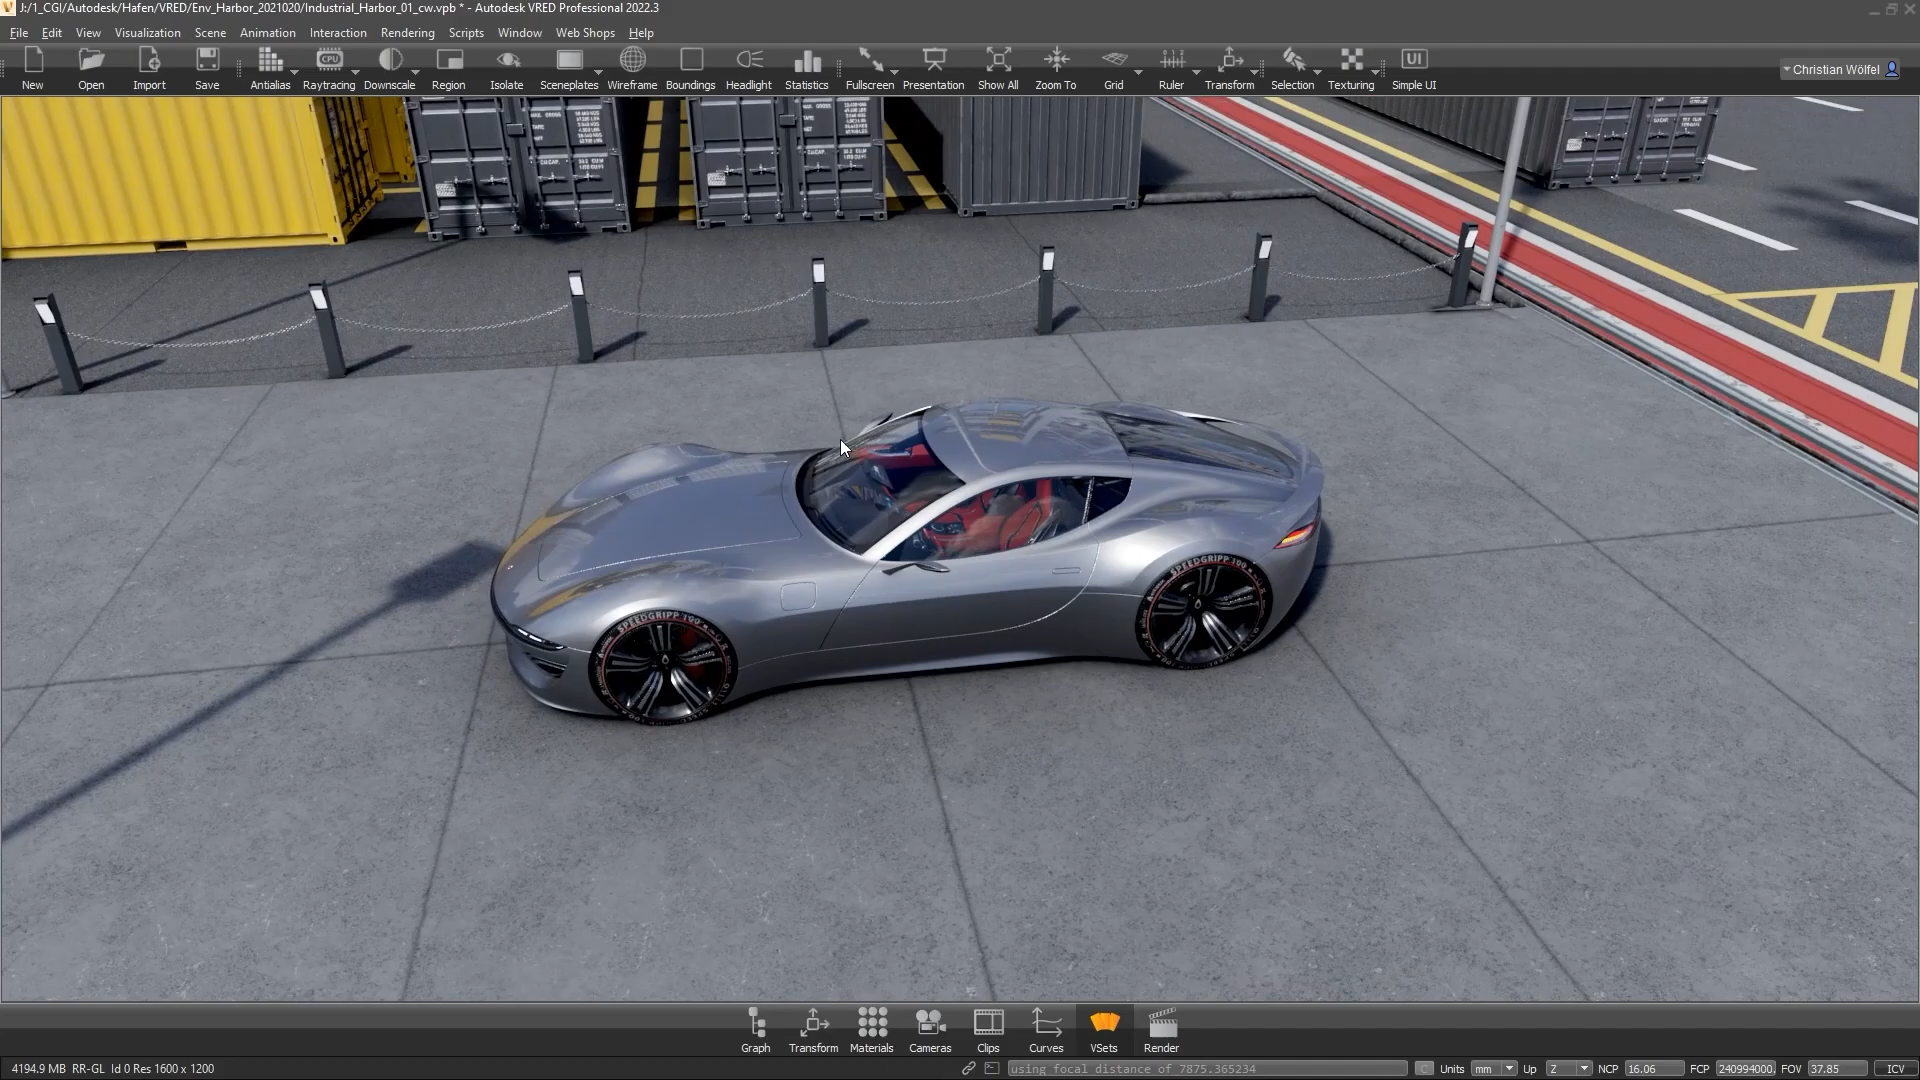 J:/1_CGI/Autodesk/Hafen/VRED/Env_Harbor_2021020/Industrial_Harbor_01_cw.vpb * - Autodesk VRED Professional 2022.3
File Edit View Visualization Scene Animation Interaction Rendering Scripts Window Web Shops Help
CPU UI
New Open Import Save Antialias Raytracing Downscale Region Isolate Sceneplates Wireframe Boundings Headlight Statistics Fullscreen Presentation Show All Zoom To Grid Ruler Transform Selection Texturing Simple UI
Christian Wölfel
SPEEDGRIPP 100
SPEEDGRIPP 100
Graph Transform Materials Cameras Clips Curves VSets Render
4194.9 MB RR-GL Id 0 Res 1600 x 1200
using focal distance of 7875.365234
C Units mm Up Z NCP 16.06 FCP 240994000. FOV 37.85 ICV